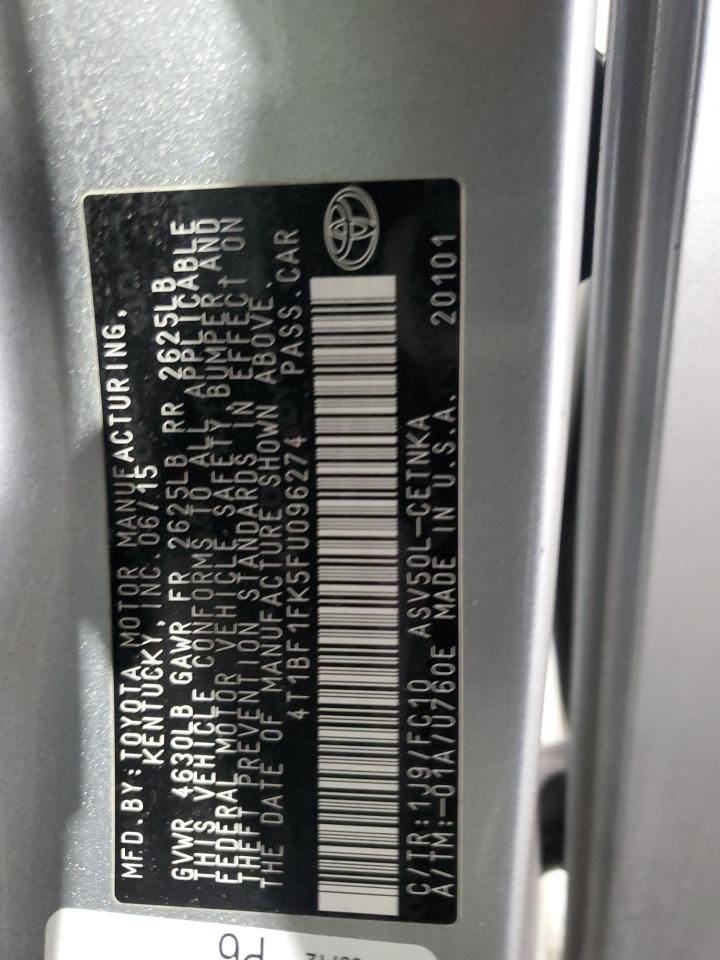 MFD.BY:TOYOTA MOTOR MANUFACTURING,
KENTUCKY, INC 06/15
GVWR 4630LB GAWR FR 2625LB RR 2625LB
THIS VEHICLE CONFORMS TO ALL APPLICABLE
FEDERAL MOTOR VEHICLE SAFETY BUMPER AND
THEFT PREVENTION STANDARDS IN EFFECT ON
THE DATE OF MANUFACTURE SHOWN ABOVE.
4T1BF1FK5FU096274 PASS.CAR
C/TR:1J9/FC10 ASV50L-CETNKA
A/TM:-01A/U760E MADE IN U.S.A. 20101